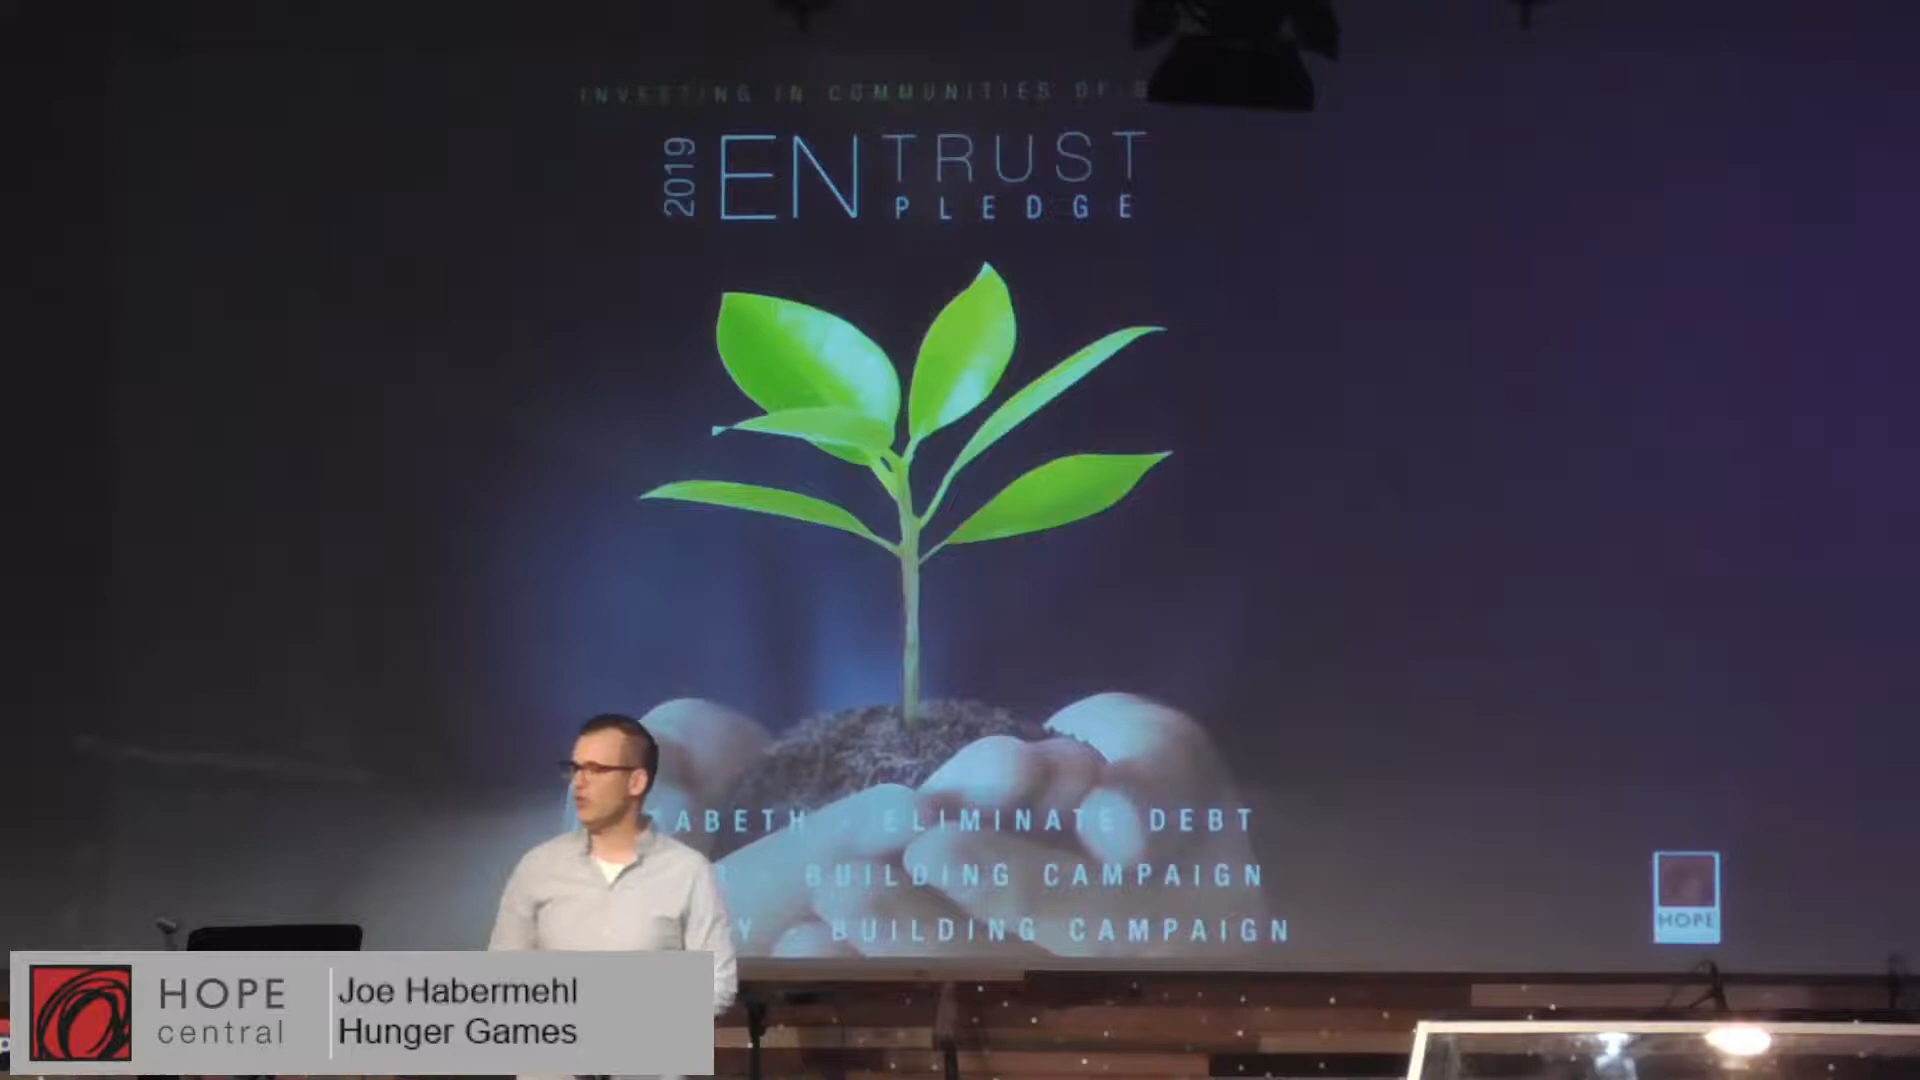 INVESTING IN COMMUNITIES OF
2019 ENTRUST
PLEDGE
ELIMINATE DEBT
BUILDING CAMPAIGN
BUILDING CAMPAIGN
HOPE
HOPE
central
Joe Habermehl
Hunger Games